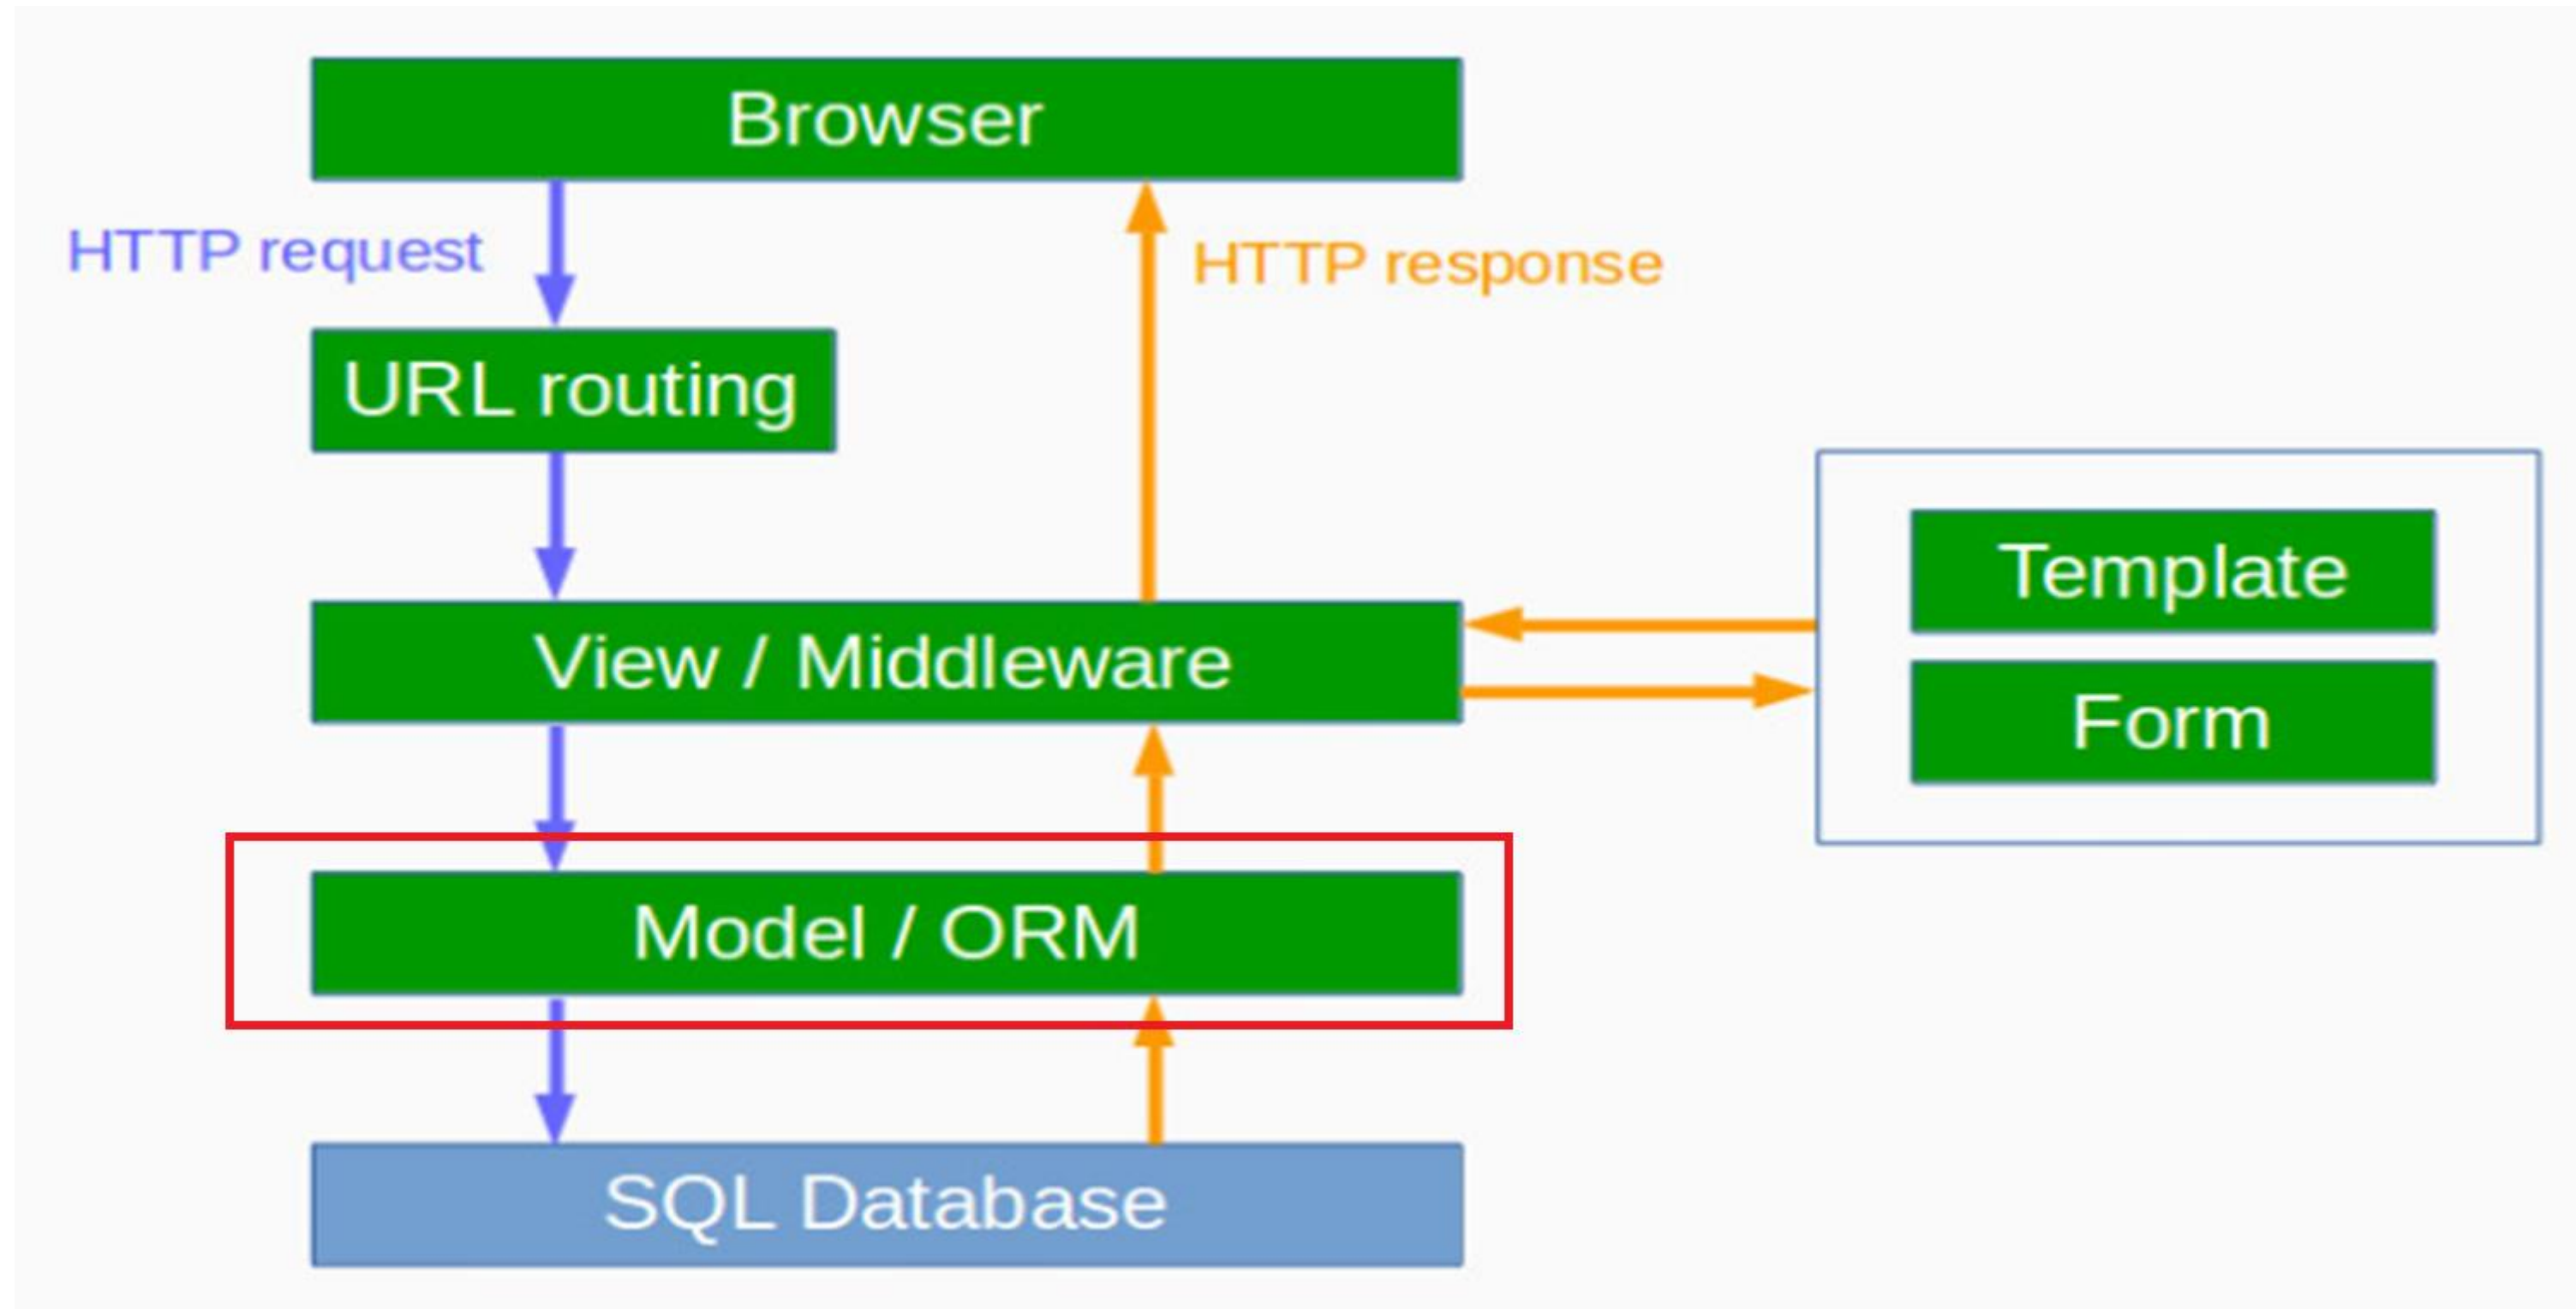 Browser
HTTP request
HTTP response
URL routing
Template
View / Middleware
Form
Model / ORM
SQL Database